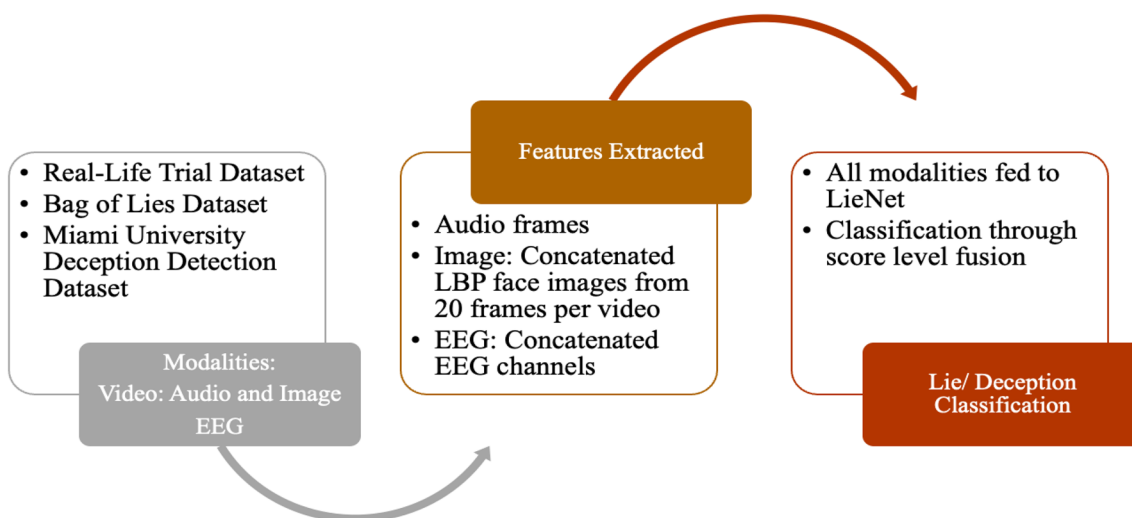 • Real-Life Trial Dataset
• Bag of Lies Dataset
• Miami University
Deception Detection
Dataset
Modalities:
Video: Audio and Image
EEG
Features Extracted
• Audio frames
• Image: Concatenated
LBP face images from
20 frames per video
• EEG: Concatenated
EEG channels
• All modalities fed to
LieNet
• Classification through
score level fusion
Lie/ Deception
Classification